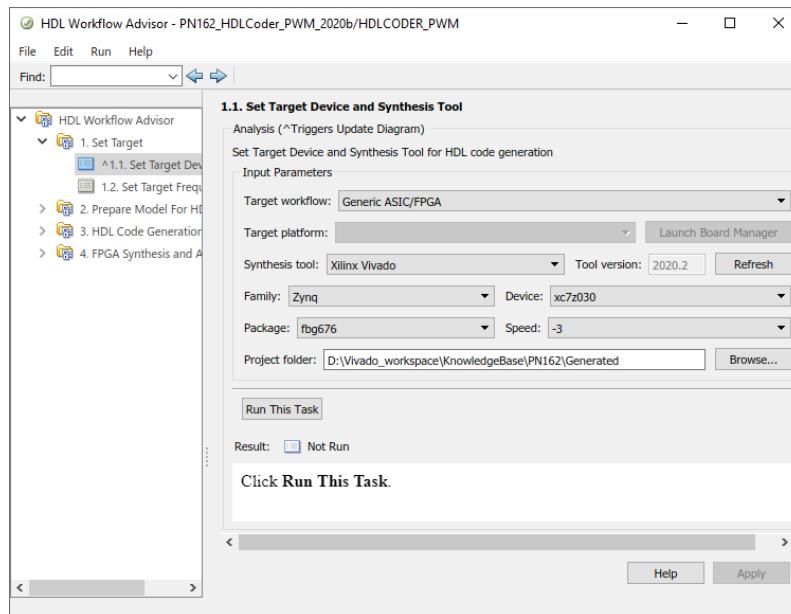 HDL Workflow Advisor - PN162_HDLCoder_PWM_2020b/HDLCODER_PWM
File Edit Run Help
Find:
HDL Workflow Advisor
1. Set Target
^1.1. Set Target Dev
1.2. Set Target Frequ
2. Prepare Model For HD
3. HDL Code Generation
4. FPGA Synthesis and A
1.1. Set Target Device and Synthesis Tool
Analysis (^Triggers Update Diagram)
Set Target Device and Synthesis Tool for HDL code generation
Input Parameters
Target workflow: Generic ASIC/FPGA
Target platform: Launch Board Manager
Synthesis tool: Xilinx Vivado Tool version: 2020.2 Refresh
Family: Zynq Device: xc7z030
Package: fbg676 Speed: -3
Project folder: D:\Vivado_workspace\KnowledgeBase\PN162\Generated Browse...
Run This Task
Result: Not Run
Click Run This Task.
Help Apply